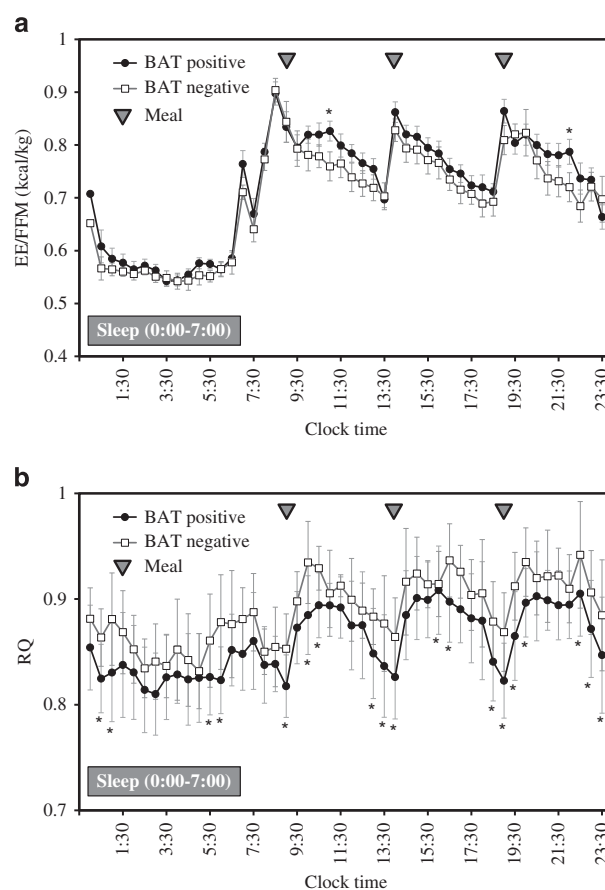 a
1
0.9
0.8
0.7
0.6
0.5
0.4
EE/FFM (kcal/kg)
BAT positive
BAT negative
Meal
*
*
Sleep (0:00-7:00)
1:30
3:30
5:30
7:30
9:30
11:30
13:30
15:30
17:30
19:30
21:30
23:30
Clock time
b
1
0.9
0.8
0.7
RQ
BAT positive
BAT negative
Meal
* * * * * * * * * * * * * * * *
Sleep (0:00-7:00)
1:30
3:30
5:30
7:30
9:30
11:30
13:30
15:30
17:30
19:30
21:30
23:30
Clock time